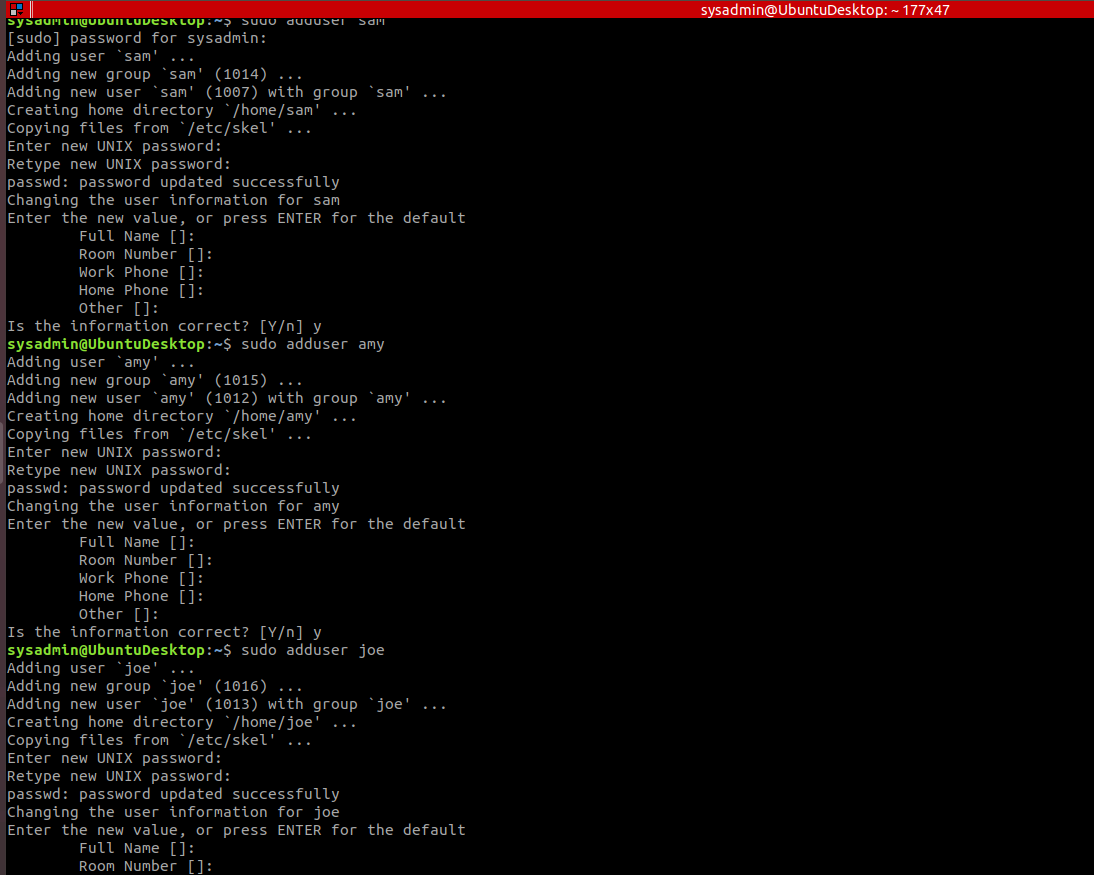 sysadmin@UbuntuDesktop: ~ 177x47
sysadmin@UbuntuDesktop:~$ sudo adduser sam
[sudo] password for sysadmin:
Adding user `sam' ...
Adding new group `sam' (1014) ...
Adding new user `sam' (1007) with group `sam' ...
Creating home directory `/home/sam' ...
Copying files from `/etc/skel' ...
Enter new UNIX password:
Retype new UNIX password:
passwd: password updated successfully
Changing the user information for sam
Enter the new value, or press ENTER for the default
        Full Name []:
        Room Number []:
        Work Phone []:
        Home Phone []:
        Other []:
Is the information correct? [Y/n] y
sysadmin@UbuntuDesktop:~$ sudo adduser amy
Adding user `amy' ...
Adding new group `amy' (1015) ...
Adding new user `amy' (1012) with group `amy' ...
Creating home directory `/home/amy' ...
Copying files from `/etc/skel' ...
Enter new UNIX password:
Retype new UNIX password:
passwd: password updated successfully
Changing the user information for amy
Enter the new value, or press ENTER for the default
        Full Name []:
        Room Number []:
        Work Phone []:
        Home Phone []:
        Other []:
Is the information correct? [Y/n] y
sysadmin@UbuntuDesktop:~$ sudo adduser joe
Adding user `joe' ...
Adding new group `joe' (1016) ...
Adding new user `joe' (1013) with group `joe' ...
Creating home directory `/home/joe' ...
Copying files from `/etc/skel' ...
Enter new UNIX password:
Retype new UNIX password:
passwd: password updated successfully
Changing the user information for joe
Enter the new value, or press ENTER for the default
        Full Name []:
        Room Number []: